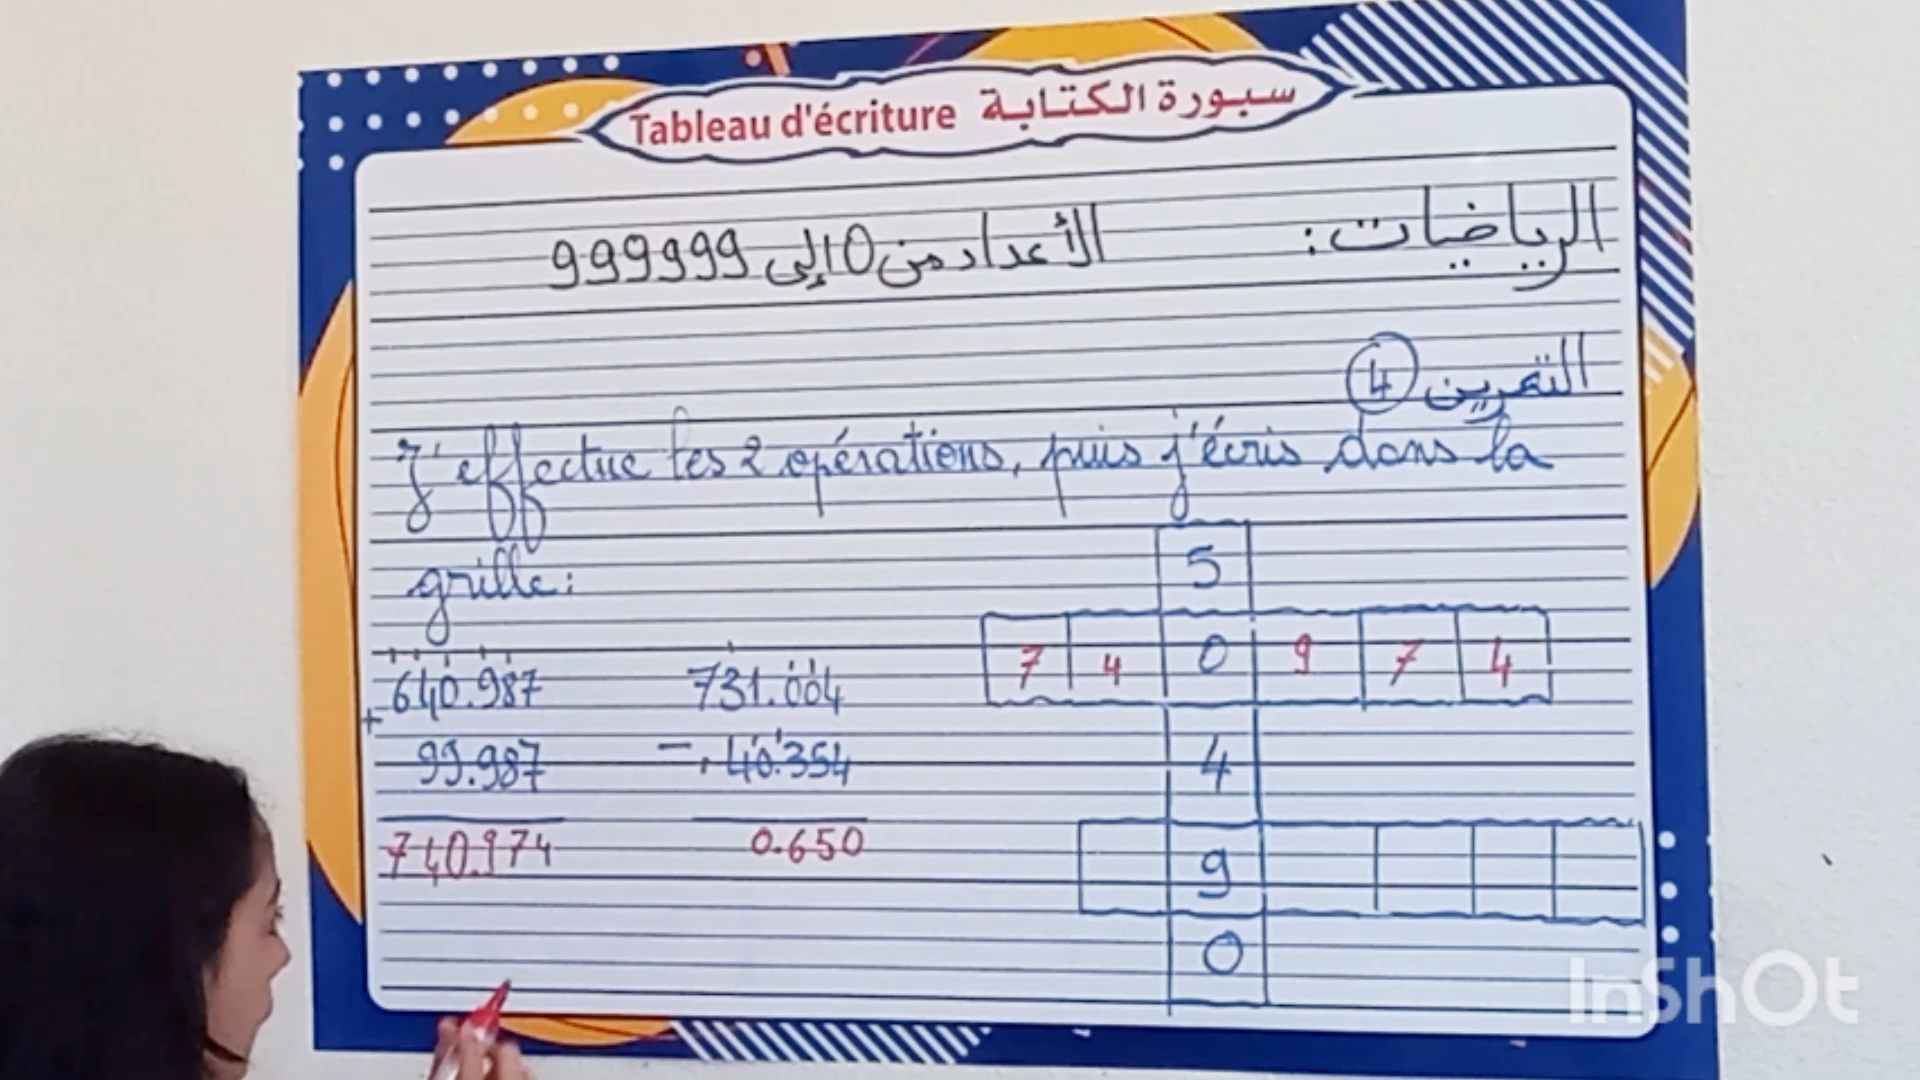 Tableau d'écriture سبورة الكتابة
الرياضيات: الأعداد من 0 إلى 999999
التمرين 4
J'effectue les 2 opérations, puis j'écris dans la
grille:
5
7 4 0 9 7 4
640.987 731.004
+ -
99.987 40.354
4
740.974 0.650
9
0
InShOt